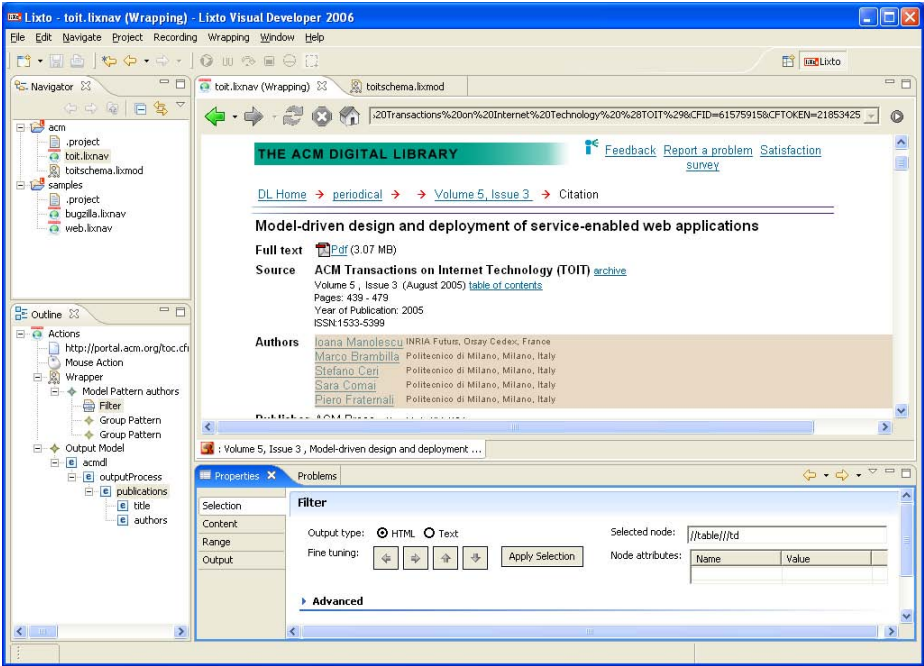 Lixto - toit.lixnav (Wrapping) - Lixto Visual Developer 2006
File Edit Navigate Project Recording Wrapping Window Help
Lixto
Navigator
acm
.project
toit.lixnav
toitschema.lixmod
samples
.project
bugzilla.lixnav
web.lixnav
Outline
Actions
http://portal.acm.org/toc.cfm
Mouse Action
Wrapper
Model Pattern authors
Filter
Group Pattern
Group Pattern
Output Model
acmdl
outputProcess
publications
title
authors
toit.lixnav (Wrapping) toitschema.lixmod
.20Transactions%20on%20Internet%20Technology%20%28TOIT%29&CFID=61575915&CFTOKEN=21853425
THE ACM DIGITAL LIBRARY
Feedback Report a problem Satisfaction
survey
DL Home → periodical → → Volume 5, Issue 3 → Citation
Model-driven design and deployment of service-enabled web applications
Full text Pdf (3.07 MB)
Source ACM Transactions on Internet Technology (TOIT) archive
Volume 5 , Issue 3 (August 2005) table of contents
Pages: 439 - 479
Year of Publication: 2005
ISSN:1533-5399
Authors Ioana Manolescu INRIA Futurs, Orsay Cedex, France
Marco Brambilla Politecnico di Milano, Milano, Italy
Stefano Ceri Politecnico di Milano, Milano, Italy
Sara Comai Politecnico di Milano, Milano, Italy
Piero Fraternali Politecnico di Milano, Milano, Italy
Publisher ACM Press
: Volume 5, Issue 3 , Model-driven design and deployment ...
Properties Problems
Selection
Content
Range
Output
Filter
Output type: HTML Text
Fine tuning: Apply Selection
Selected node: //table///td
Node attributes: Name Value
Advanced